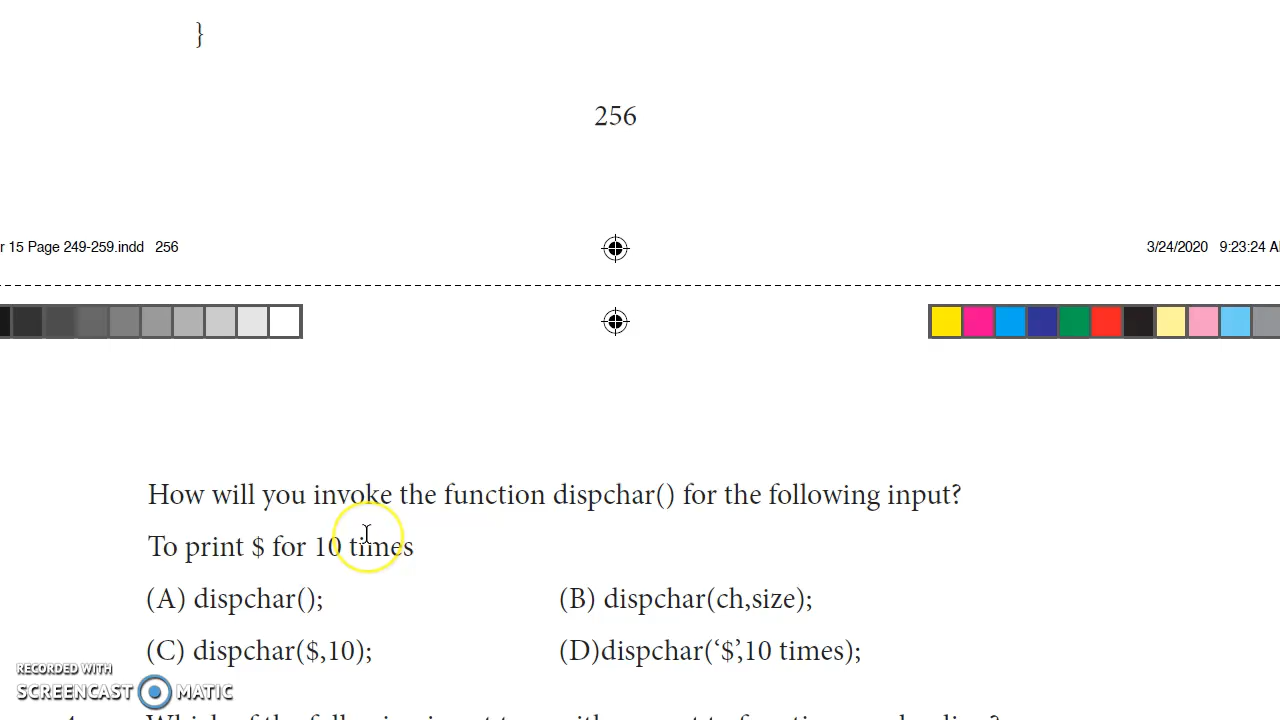 }
256
r 15 Page 249-259.indd 256
3/24/2020 9:23:24 A
How will you invoke the function dispchar() for the following input?
To print $ for 10 times
(A) dispchar();
(B) dispchar(ch,size);
(C) dispchar($,10);
(D)dispchar(‘$’,10 times);
RECORDED WITH
SCREENCAST MATIC